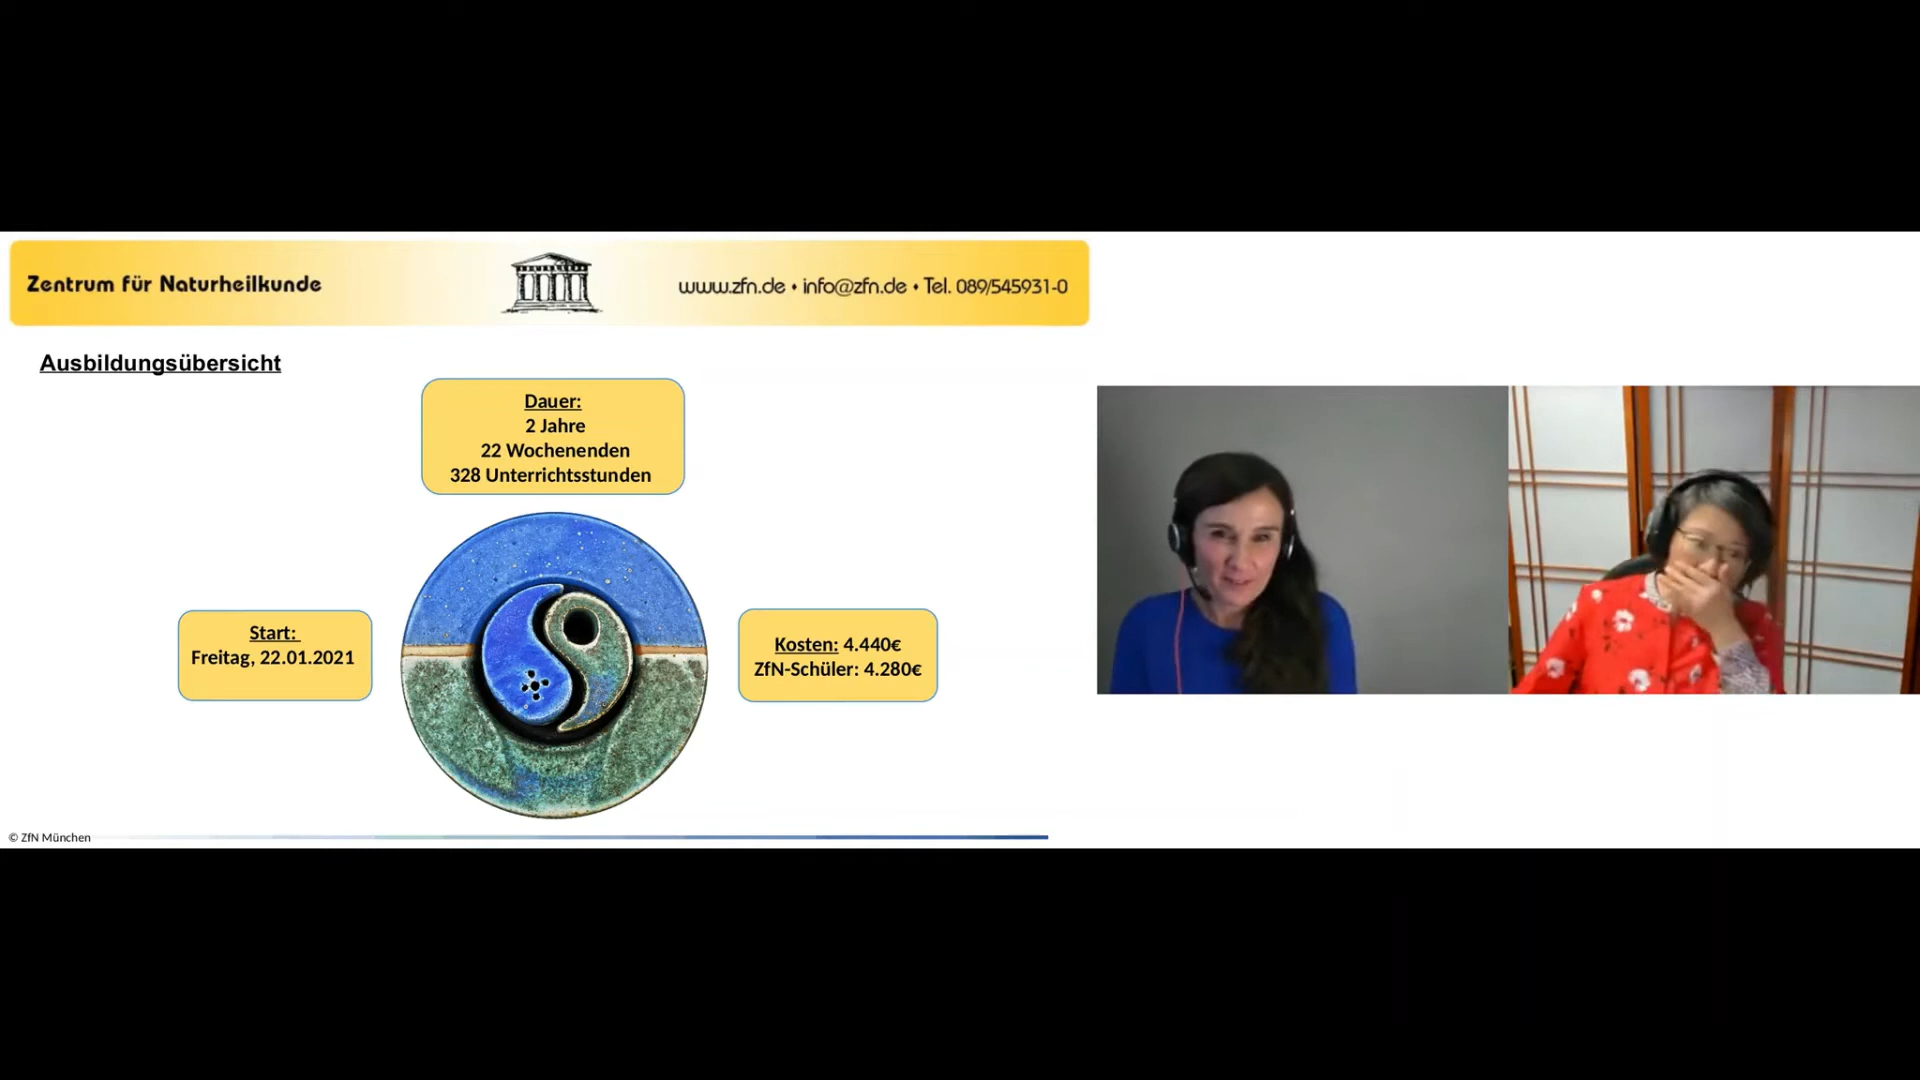 Zentrum für Naturheilkunde
www.zfn.de • info@zfn.de • Tel. 089/545931-0
Ausbildungsübersicht
Dauer:
2 Jahre
22 Wochenenden
328 Unterrichtsstunden
Start:
Freitag, 22.01.2021
Kosten: 4.440€
ZfN-Schüler: 4.280€
© ZfN München